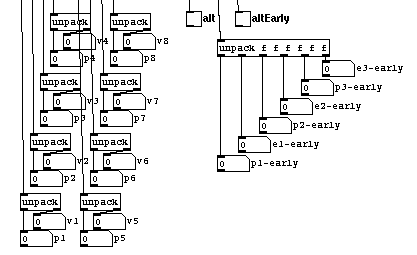 alt altEarly
unpack unpack
0 v4 0 v8
0 p4 0 p8
unpack f f f f f f
0 e3-early
unpack unpack
0 p3-early
0 v3 0 v7
0 e2-early
0 p3 0 p7
0 p2-early
unpack unpack
0 e1-early
0 v2 0 v6
0 p1-early
0 p2 0 p6
unpack unpack
0 v1 0 v5
0 p1 0 p5